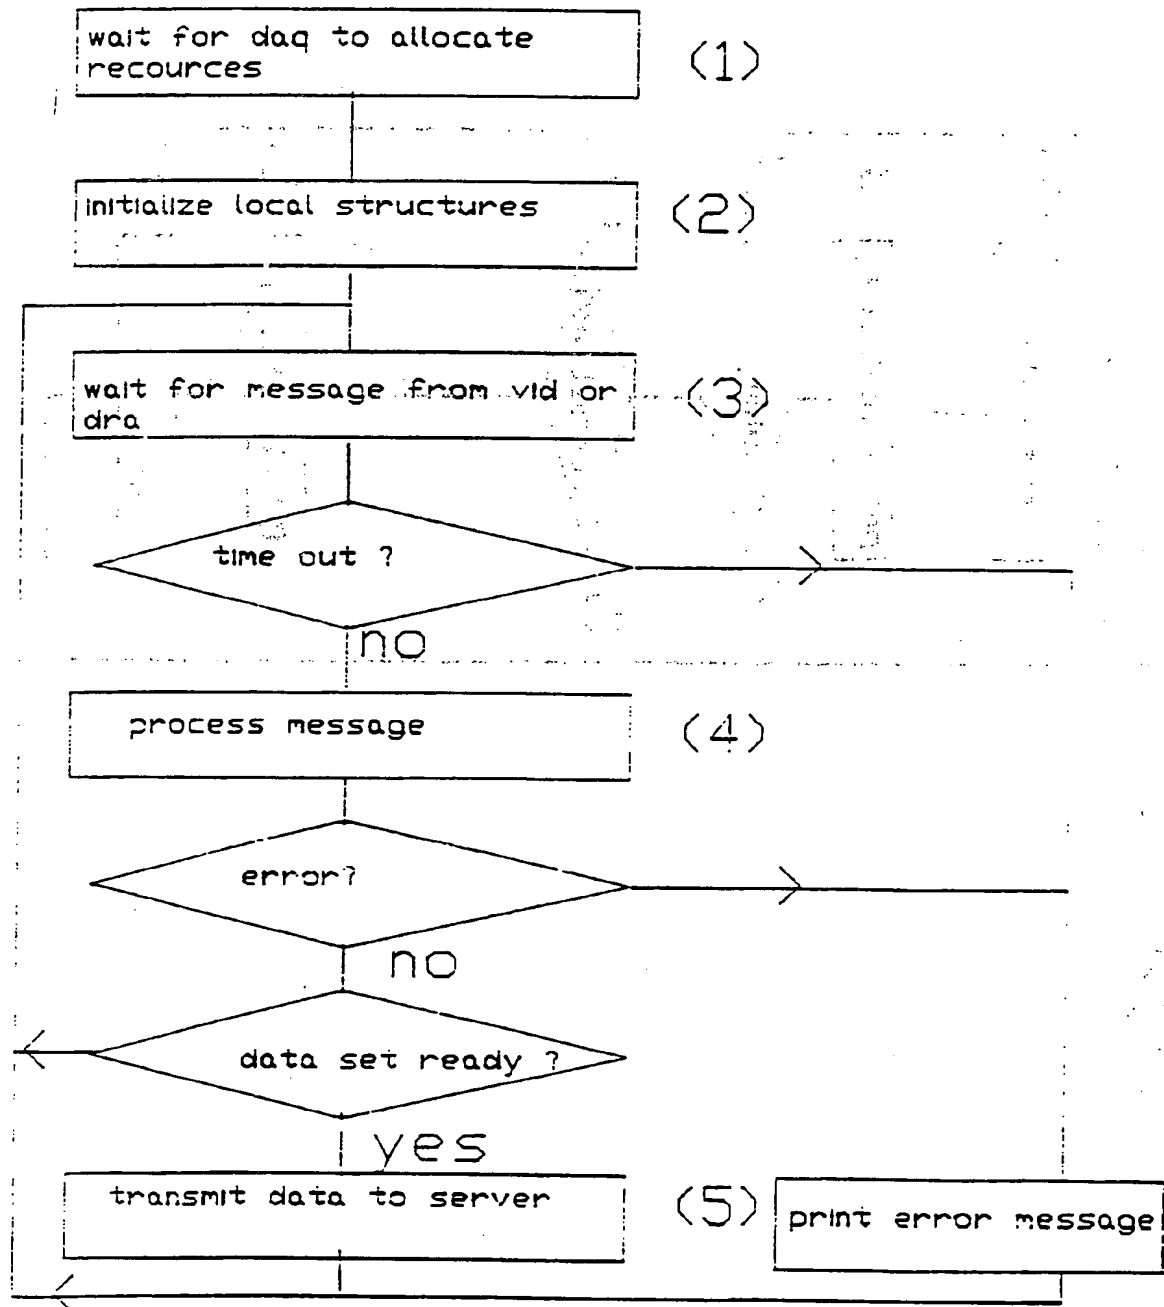 wait for daq to allocate
recources
(1)
initialize local structures
(2)
wait for message from vid or
dra
(3)
time out ?
no
process message
(4)
error?
no
data set ready ?
yes
transmit data to server
(5)
print error message